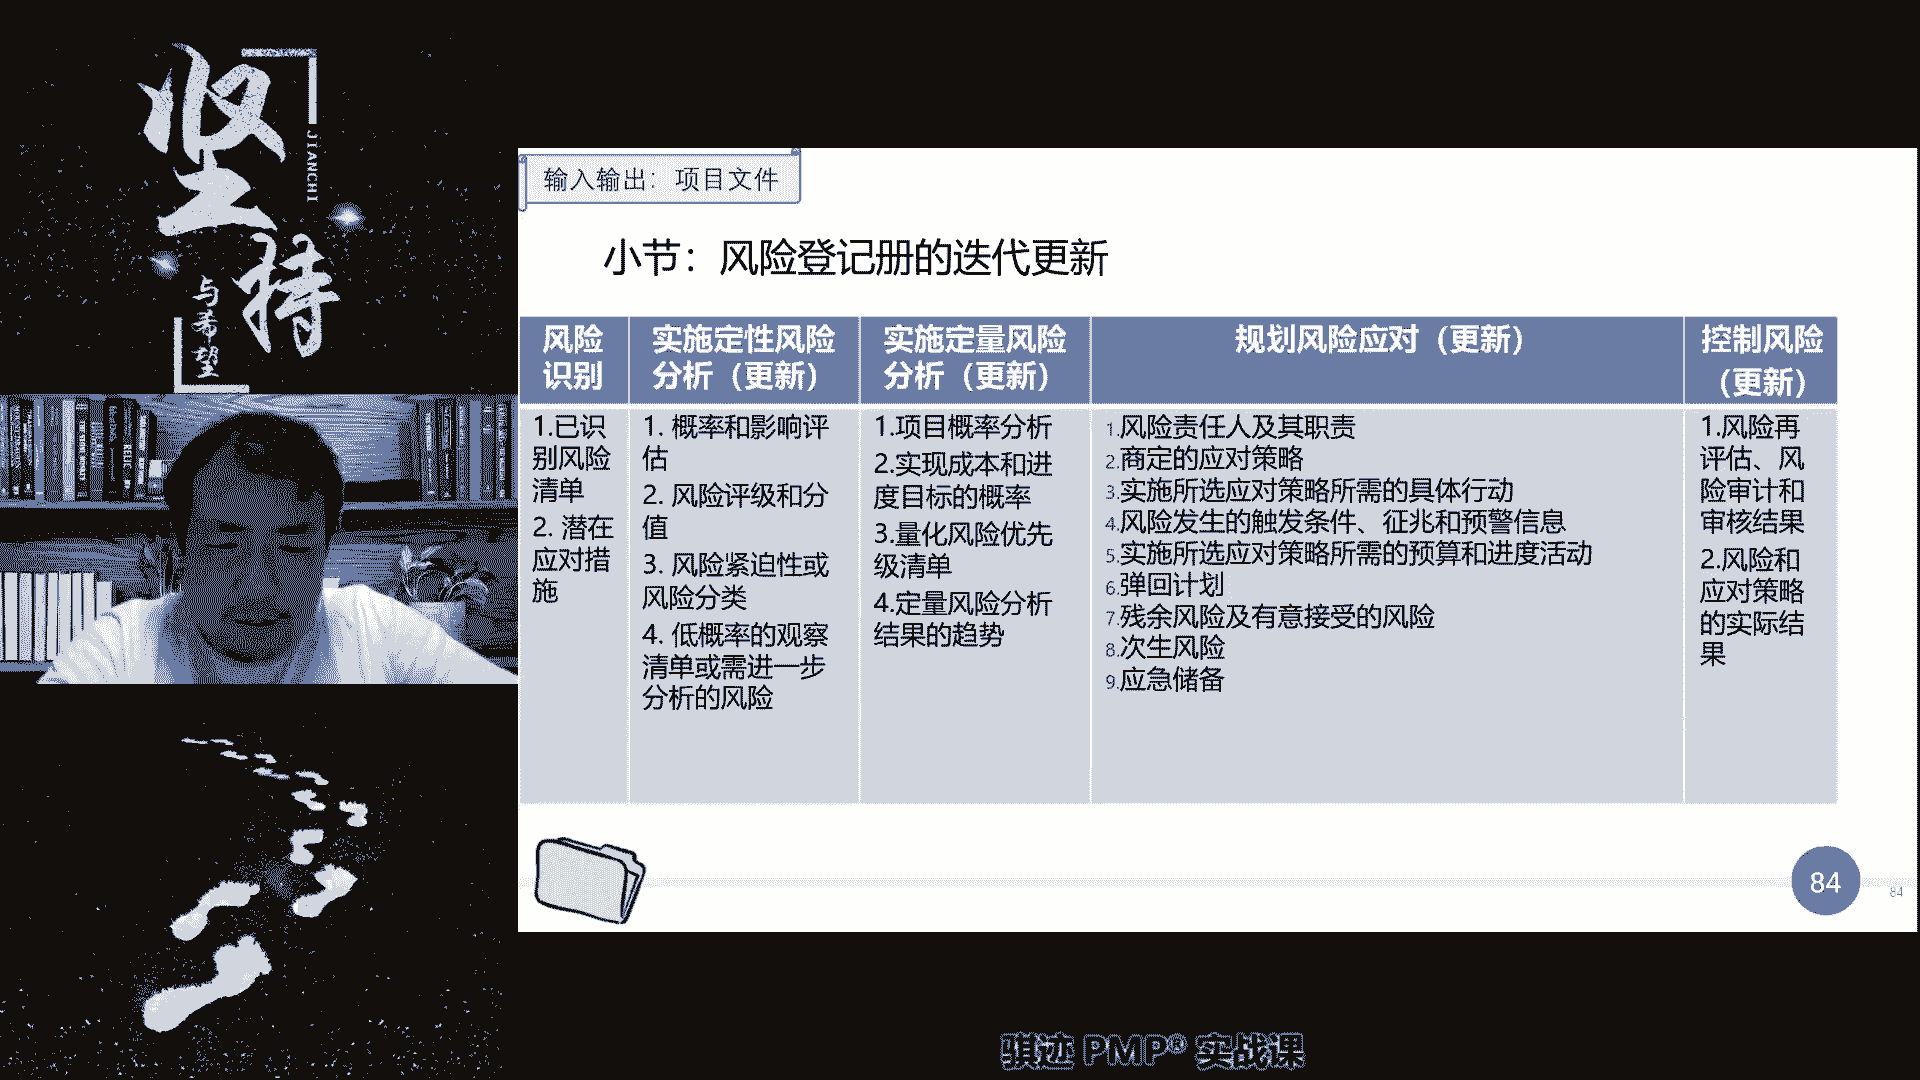 坚持
JIANCHI
与希望
输入输出：项目文件
小节：风险登记册的迭代更新
风险
识别
实施定性风险
分析（更新）
实施定量风险
分析（更新）
规划风险应对（更新）
控制风险
（更新）
1.已识
别风险
清单
2. 潜在
应对措
施
1. 概率和影响评
估
2. 风险评级和分
值
3. 风险紧迫性或
风险分类
4. 低概率的观察
清单或需进一步
分析的风险
1.项目概率分析
2.实现成本和进
度目标的概率
3.量化风险优先
级清单
4.定量风险分析
结果的趋势
1.风险责任人及其职责
2.商定的应对策略
3.实施所选应对策略所需的具体行动
4.风险发生的触发条件、征兆和预警信息
5.实施所选应对策略所需的预算和进度活动
6.弹回计划
7.残余风险及有意接受的风险
8.次生风险
9.应急储备
1.风险再
评估、风
险审计和
审核结果
2.风险和
应对策略
的实际结
果
84
84
骐迹 PMP® 实战课